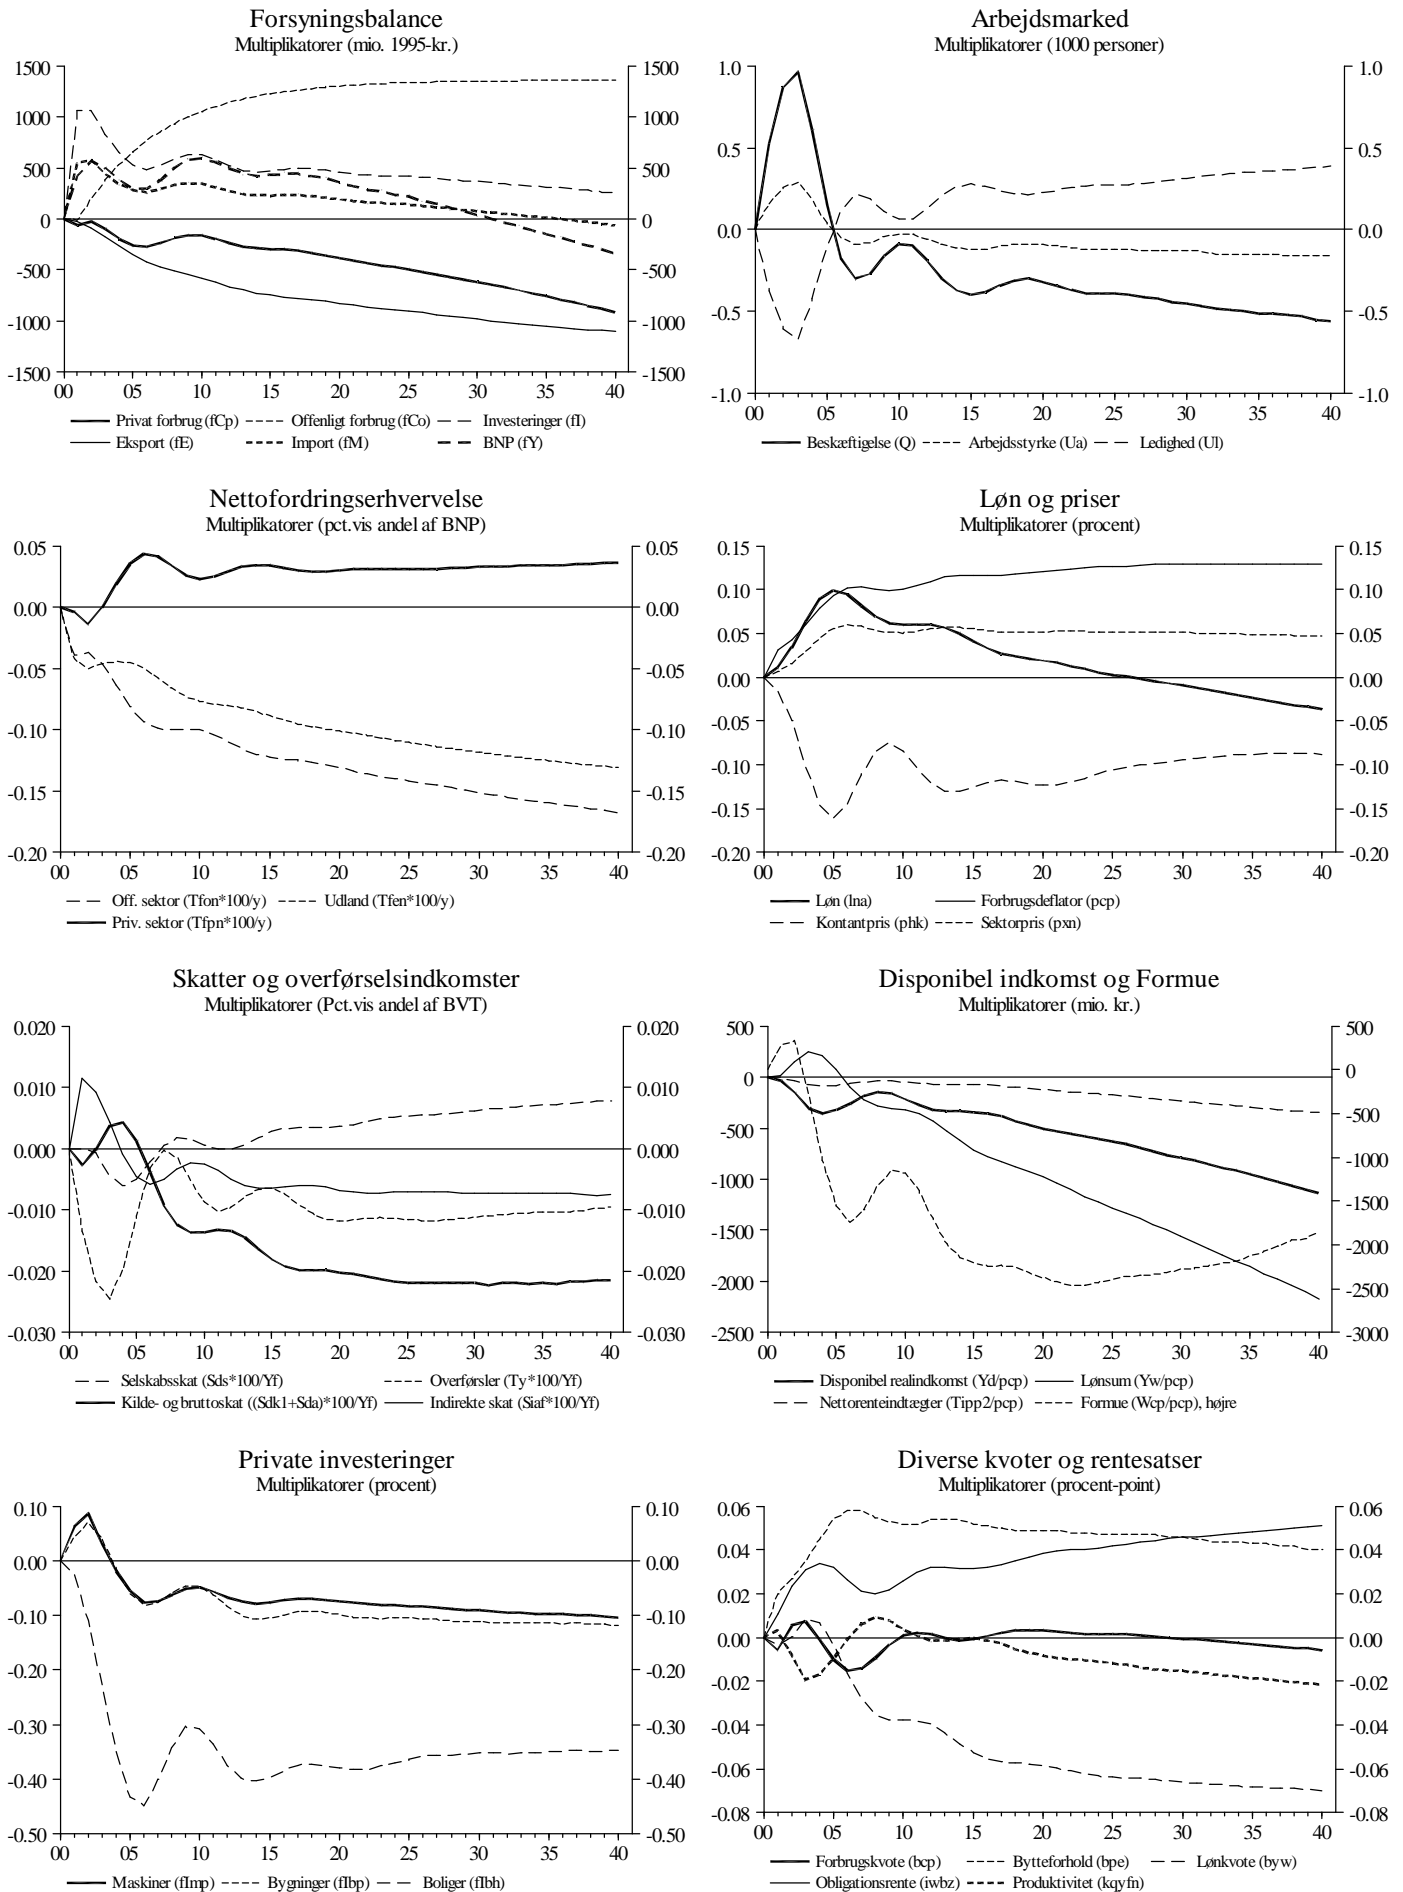 Forsyningsbalance
Multiplikatorer (mio. 1995-kr.)
1500 1500
1000 1000
500 500
0 0
-500 -500
-1000 -1000
-1500 -1500
00 05 10 15 20 25 30 35 40
Privat forbrug (fCp) Offenligt forbrug (fCo) Investeringer (fI)
Eksport (fE) Import (fM) BNP (fY)
Arbejdsmarked
Multiplikatorer (1000 personer)
1.0 1.0
0.5 0.5
0.0 0.0
-0.5 -0.5
-1.0 -1.0
00 05 10 15 20 25 30 35 40
Beskæftigelse (Q) Arbejdsstyrke (Ua) Ledighed (Ul)
Nettofordringserhvervelse
Multiplikatorer (pct.vis andel af BNP)
0.05 0.05
0.00 0.00
-0.05 -0.05
-0.10 -0.10
-0.15 -0.15
-0.20 -0.20
00 05 10 15 20 25 30 35 40
Off. sektor (Tfon*100/y) Udland (Tfen*100/y)
Priv. sektor (Tfpn*100/y)
Løn og priser
Multiplikatorer (procent)
0.15 0.15
0.10 0.10
0.05 0.05
0.00 0.00
-0.05 -0.05
-0.10 -0.10
-0.15 -0.15
-0.20 -0.20
00 05 10 15 20 25 30 35 40
Løn (lna) Forbrugsdeflator (pcp)
Kontantpris (phk) Sektorpris (pxn)
Skatter og overførselsindkomster
Multiplikatorer (Pct.vis andel af BVT)
0.020 0.020
0.010 0.010
0.000 0.000
-0.010 -0.010
-0.020 -0.020
-0.030 -0.030
00 05 10 15 20 25 30 35 40
Selskabsskat (Sds*100/Yf) Overførsler (Ty*100/Yf)
Kilde- og bruttoskat ((Sdk1+Sda)*100/Yf) Indirekte skat (Siaf*100/Yf)
Disponibel indkomst og Formue
Multiplikatorer (mio. kr.)
500 500
0 0
-500 -500
-1000 -1000
-1500 -1500
-2000 -2000
-2500 -2500
-3000
00 05 10 15 20 25 30 35 40
Disponibel realindkomst (Yd/pcp) Lønsum (Yw/pcp)
Nettorenteindtægter (Tipp2/pcp) Formue (Wcp/pcp), højre
Private investeringer
Multiplikatorer (procent)
0.10 0.10
0.00 0.00
-0.10 -0.10
-0.20 -0.20
-0.30 -0.30
-0.40 -0.40
-0.50 -0.50
00 05 10 15 20 25 30 35 40
Maskiner (fImp) Bygninger (fIbp) Boliger (fIbh)
Diverse kvoter og rentesatser
Multiplikatorer (procent-point)
0.06 0.06
0.04 0.04
0.02 0.02
0.00 0.00
-0.02 -0.02
-0.04 -0.04
-0.06 -0.06
-0.08 -0.08
00 05 10 15 20 25 30 35 40
Forbrugskvote (bcp) Bytteforhold (bpe) Lønkvote (byw)
Obligationsrente (iwbz) Produktivitet (kqyfn)